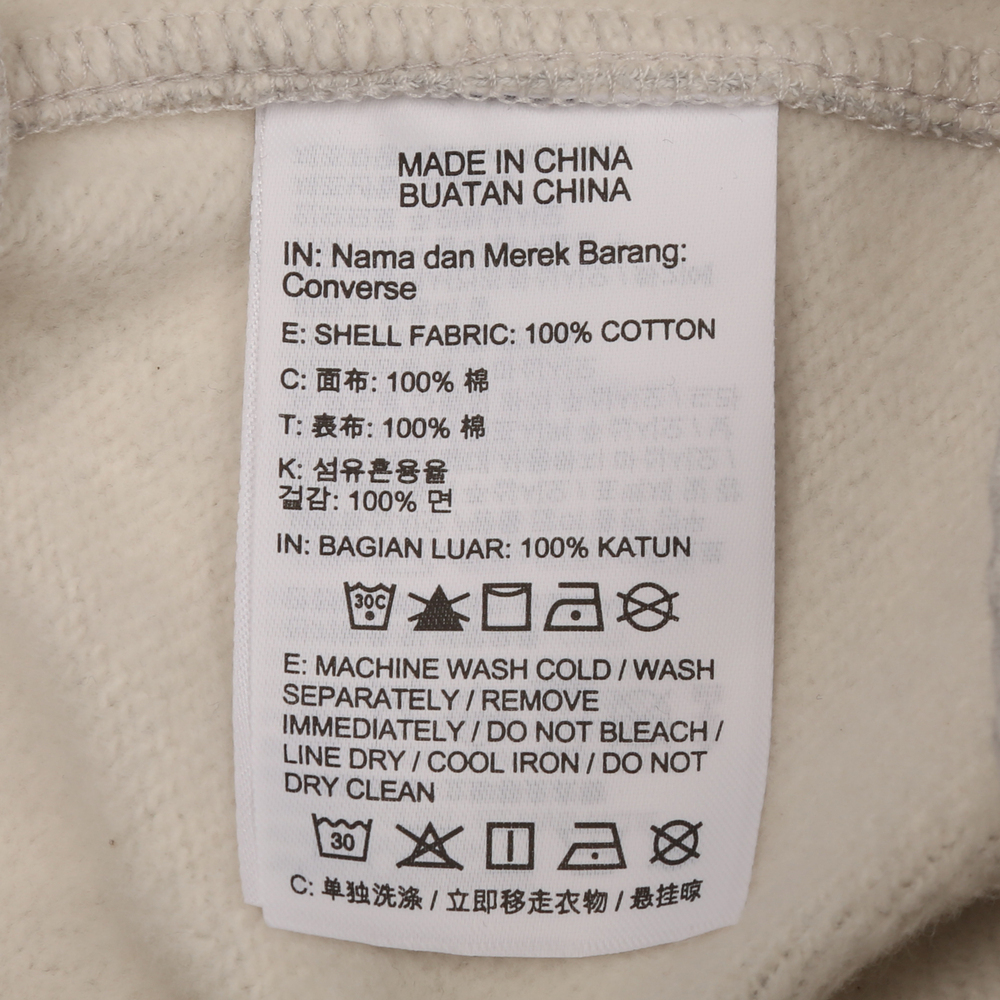 MADE IN CHINA
BUATAN CHINA
IN: Nama dan Merek Barang:
Converse
E: SHELL FABRIC: 100% COTTON
C: 面布: 100% 棉
T: 表布: 100% 棉
K: 섬유혼용율
겉감: 100% 면
IN: BAGIAN LUAR: 100% KATUN
30C
E: MACHINE WASH COLD / WASH
SEPARATELY / REMOVE
IMMEDIATELY / DO NOT BLEACH /
LINE DRY / COOL IRON / DO NOT
DRY CLEAN
30
C: 单独洗涤 / 立即移走衣物 / 悬挂晾